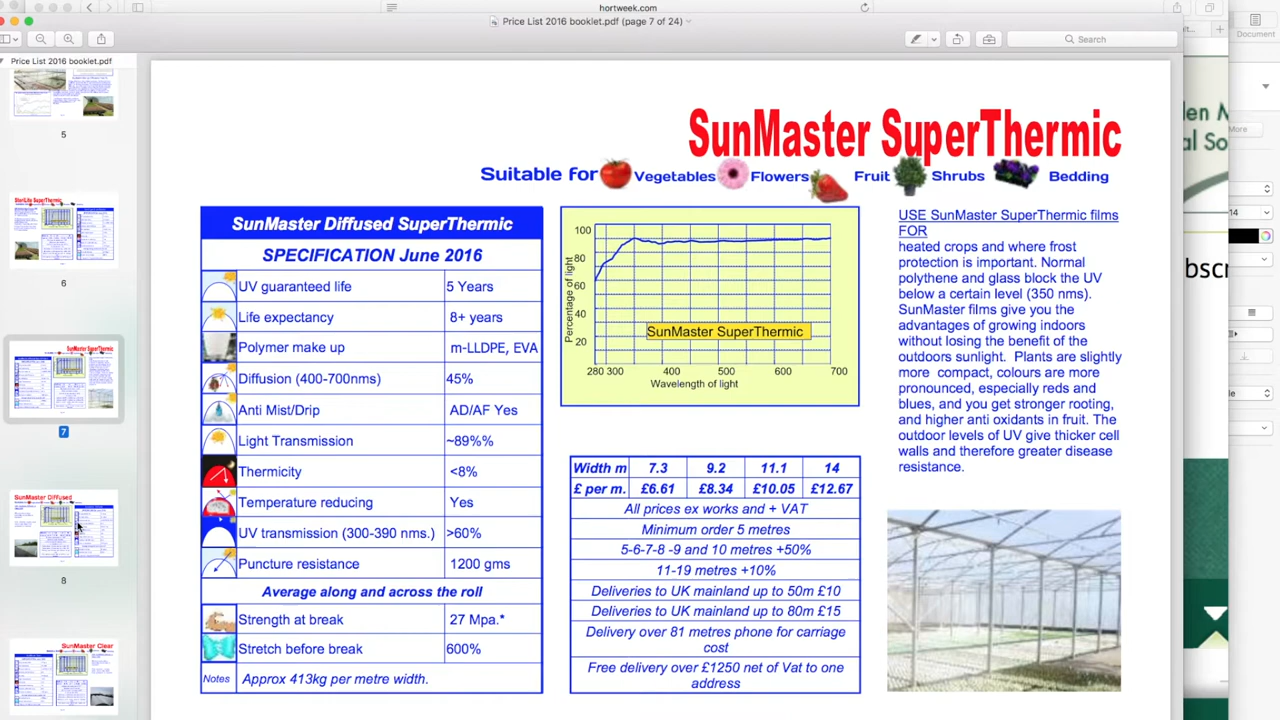 hortweek.com
Price List 2016 booklet.pdf (page 7 of 24)
Search
Document
Price List 2016 booklet.pdf
5
6
7
8
SunMaster SuperThermic
Suitable for Vegetables Flowers Fruit Shrubs Bedding
SunMaster Diffused SuperThermic
SPECIFICATION June 2016
UV guaranteed life 5 Years
Life expectancy 8+ years
Polymer make up m-LLDPE, EVA
Diffusion (400-700nms) 45%
Anti Mist/Drip AD/AF Yes
Light Transmission ~89%%
Thermicity <8%
Temperature reducing Yes
UV transmission (300-390 nms.) >60%
Puncture resistance 1200 gms
Average along and across the roll
Strength at break 27 Mpa.*
Stretch before break 600%
Notes Approx 413kg per metre width.
Percentage of light
100
80
60
40
20
SunMaster SuperThermic
280 300 400 500 600 700
Wavelength of light
Width m 7.3 9.2 11.1 14
£ per m. £6.61 £8.34 £10.05 £12.67
All prices ex works and + VAT
Minimum order 5 metres
5-6-7-8 -9 and 10 metres +50%
11-19 metres +10%
Deliveries to UK mainland up to 50m £10
Deliveries to UK mainland up to 80m £15
Delivery over 81 metres phone for carriage
cost
Free delivery over £1250 net of Vat to one
address
USE SunMaster SuperThermic films
FOR
heated crops and where frost
protection is important. Normal
polythene and glass block the UV
below a certain level (350 nms).
SunMaster films give you the
advantages of growing indoors
without losing the benefit of the
outdoors sunlight. Plants are slightly
more compact, colours are more
pronounced, especially reds and
blues, and you get stronger rooting,
and higher anti oxidants in fruit. The
outdoor levels of UV give thicker cell
walls and therefore greater disease
resistance.
More
14
SunMaster Diffused
SunMaster Clear